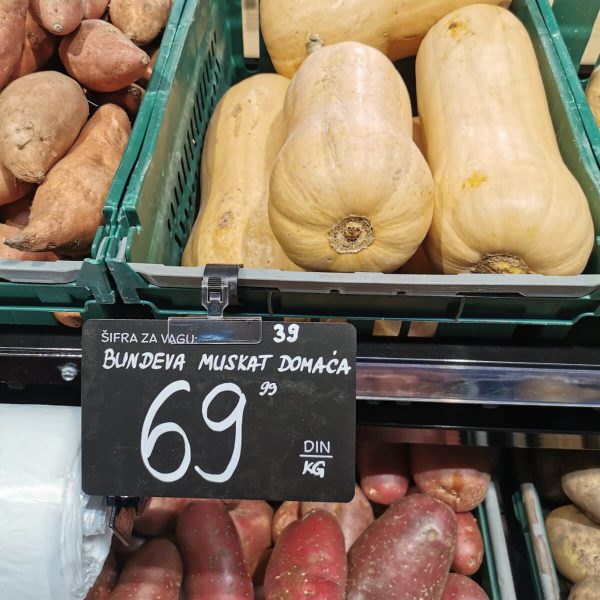 ŠIFRA ZA VAGU: 39
BUNDEVA MUSKAT DOMAĆA
69 99
DIN
KG